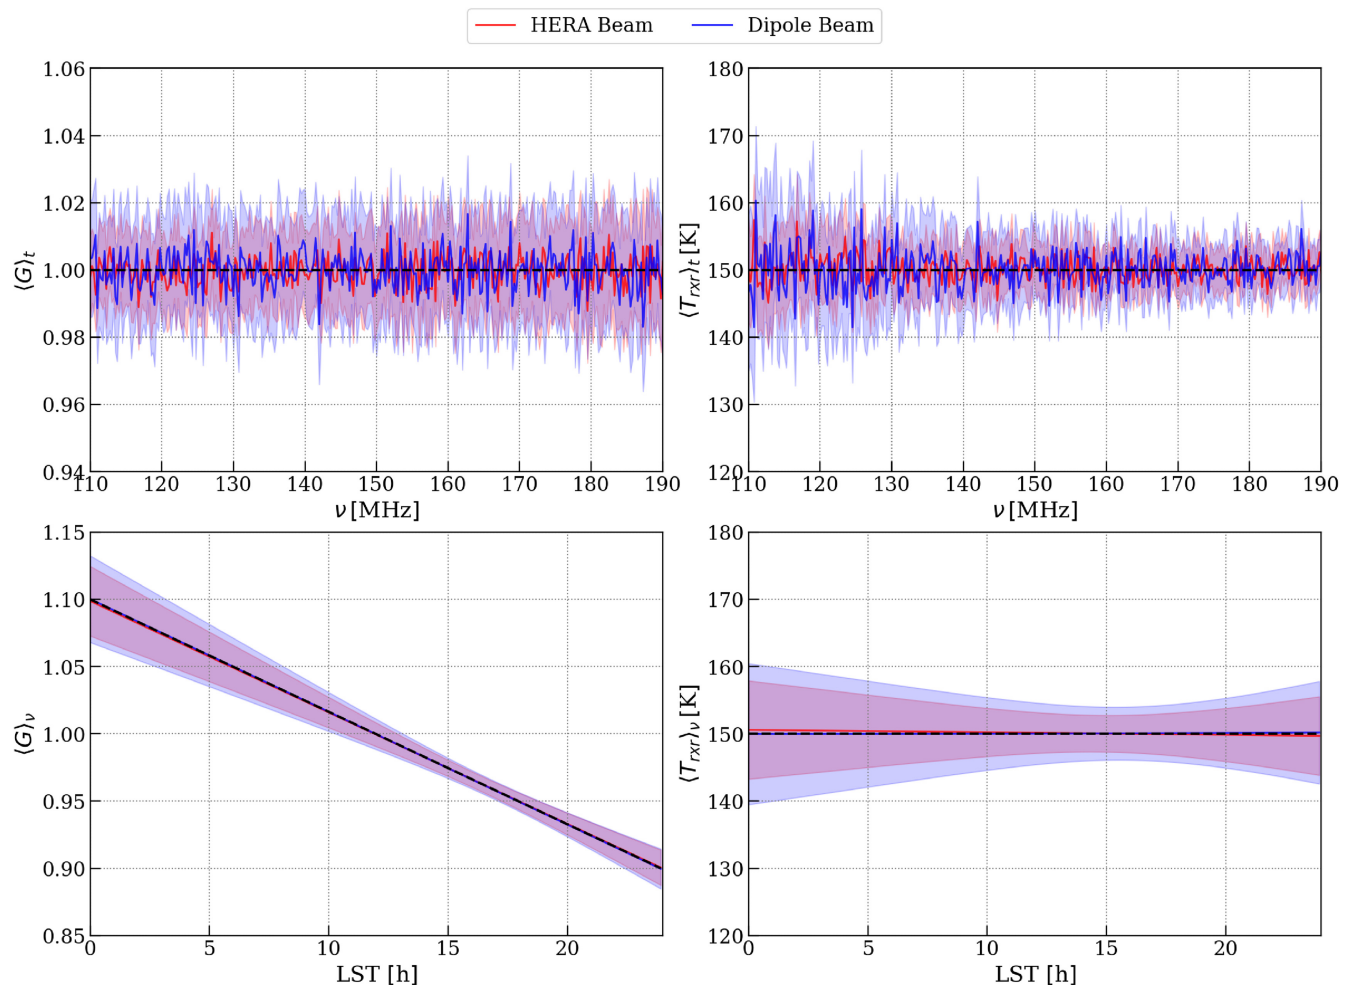 HERA Beam Dipole Beam
1.06
1.04
1.02
1.00
0.98
0.96
0.94
⟨G⟩t
110 120 130 140 150 160 170 180 190
ν [MHz]
180
170
160
150
140
130
120
⟨Trxr⟩t [K]
110 120 130 140 150 160 170 180 190
ν [MHz]
1.15
1.10
1.05
1.00
0.95
0.90
0.85
⟨G⟩ν
0 5 10 15 20
LST [h]
180
170
160
150
140
130
120
⟨Trxr⟩ν [K]
0 5 10 15 20
LST [h]